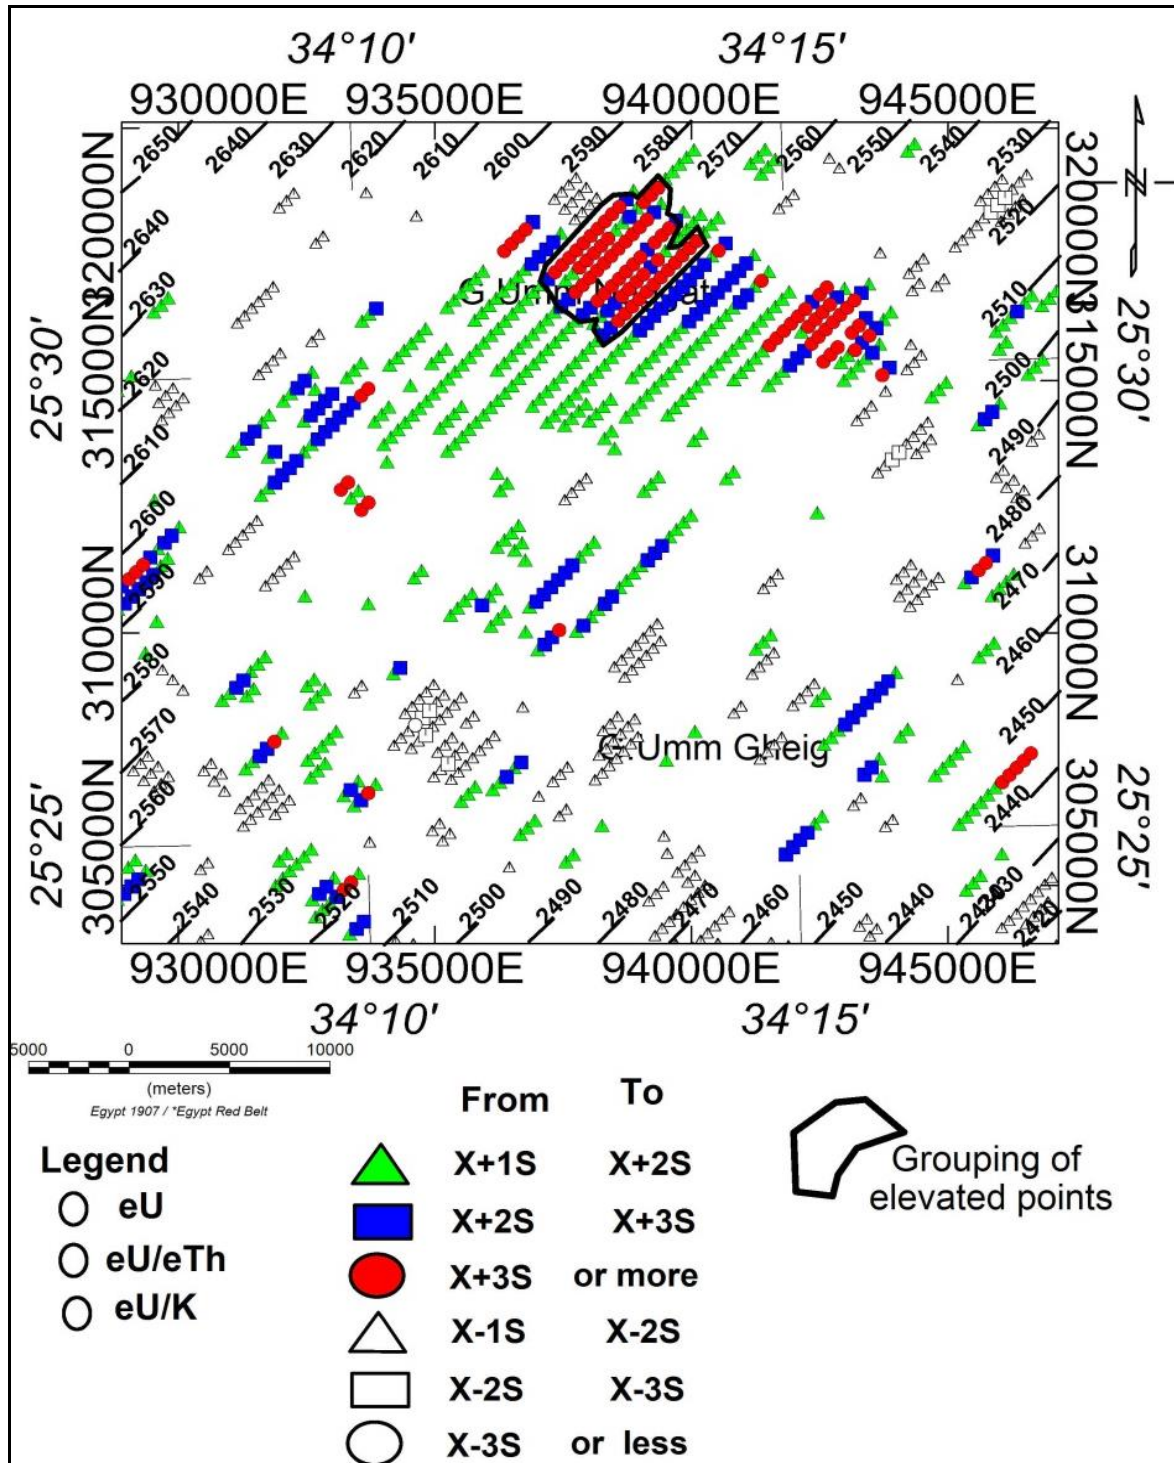 34°10' 34°15'
930000E 935000E 940000E 945000E
2650 2640 2630 2620 2610 2600 2590 2580 2570 2560 2550 2540 2530
320000N
320000N
N
2640
2520
2630
2510
G.Umm
25°30'
25°30'
315000N
315000N
2620
2500
2610
2490
2600
2480
2590
2470
310000N
310000N
2580
2460
2570
2450
G.Umm Gheig
2560
2440
25°25'
25°25'
305000N
305000N
2550 2540 2530 2520 2510 2500 2490 2480 2470 2460 2450 2440 2430 2430 2420
930000E 935000E 940000E 945000E
34°10' 34°15'
5000 0 5000 10000
(meters)
Egypt 1907 / *Egypt Red Belt
From To
Legend
eU
eU/eTh
eU/K
X+1S X+2S
X+2S X+3S
X+3S or more
X-1S X-2S
X-2S X-3S
X-3S or less
Grouping of
elevated points